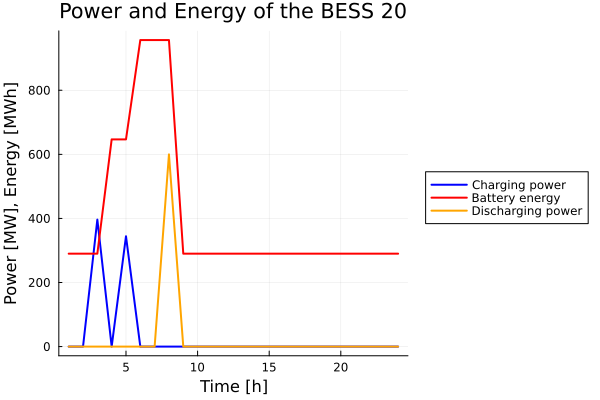 Power and Energy of the BESS 20
Power [MW], Energy [MWh]
800
600
400
200
0
5
10
15
20
Time [h]
Charging power
Battery energy
Discharging power